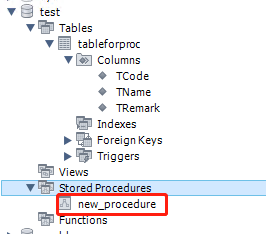 test
Tables
tableforproc
Columns
TCode
TName
TRemark
Indexes
Foreign Keys
Triggers
Views
Stored Procedures
new_procedure
Functions